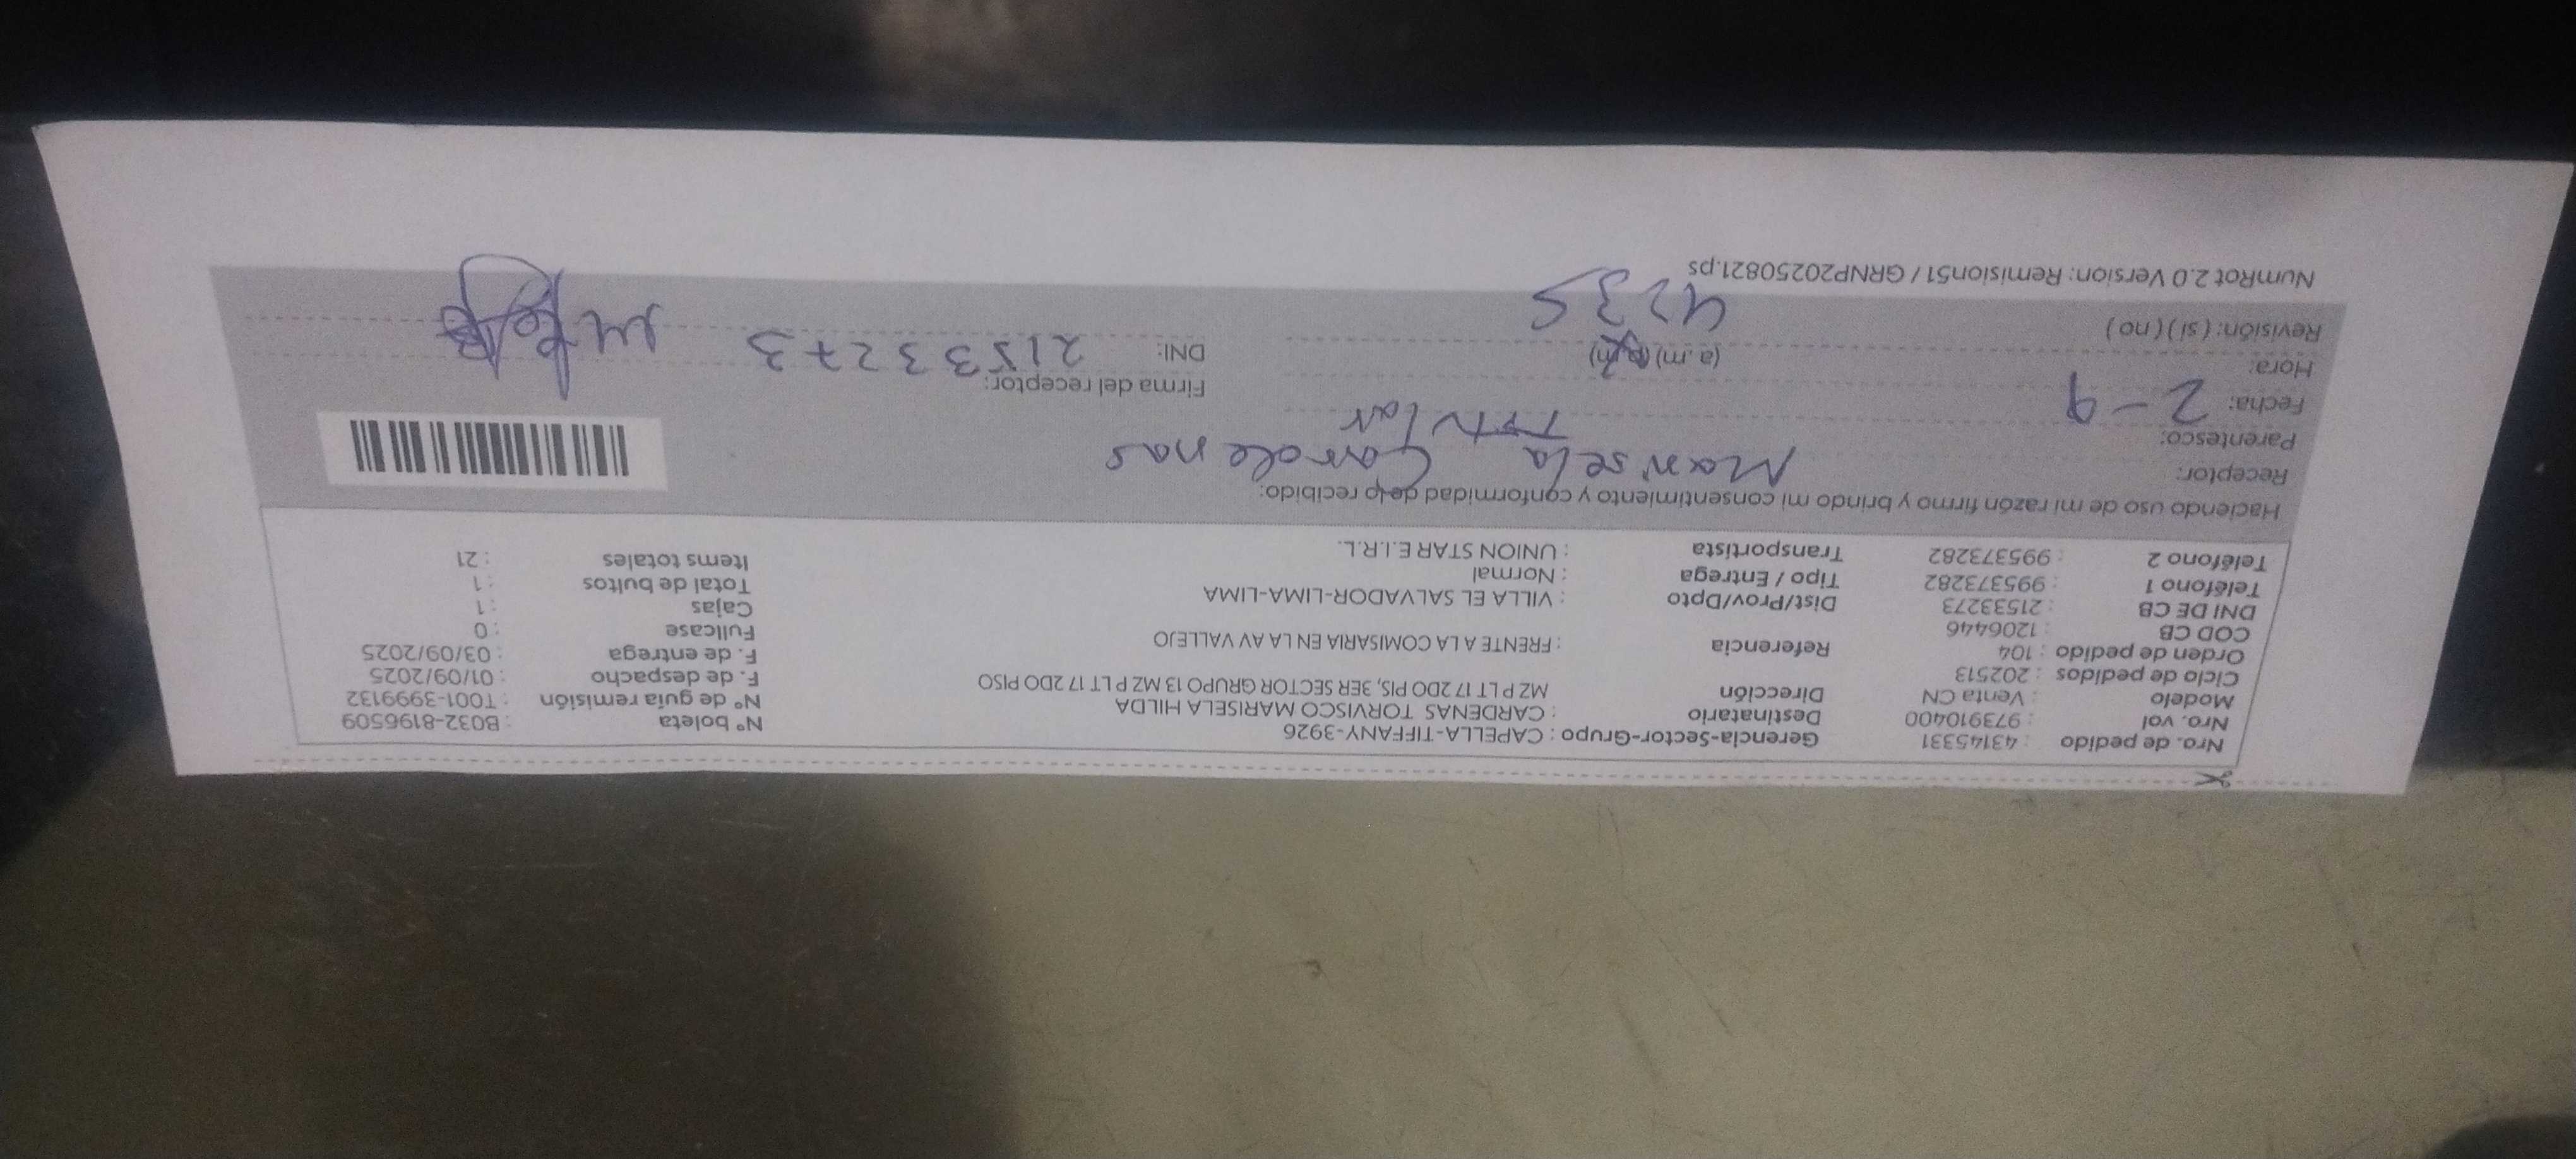 Nro. de pedido : 43145331 Gerencia-Sector-Grupo : CAPELLA-TIFFANY-3926 Nº boleta : B032-8196509
Nro. vol : 973910400 Destinatario : CARDENAS TORVISCO MARISELA HILDA Nº de guía remisión : T001-3999132
Modelo : Venta CN Dirección MZ P LT 17 2DO PIS, 3ER SECTOR GRUPO 13 MZ P LT 17 2DO PISO F. de despacho : 01/09/2025
Ciclo de pedidos : 202513 F. de entrega : 03/09/2025
Orden de pedido : 104 Referencia : FRENTE A LA COMISARIA EN LA AV VALLEJO Fullcase : 0
COD CB : 1206446 Cajas : 1
DNI DE CB : 21533273 Dist/Prov/Dpto : VILLA EL SALVADOR-LIMA-LIMA Total de bultos : 1
Teléfono 1 : 995373282 Tipo / Entrega : Normal Items totales : 21
Teléfono 2 : 995373282 Transportista : UNION STAR E.I.R.L.
Haciendo uso de mi razón firmo y brindo mi consentimiento y conformidad de lo recibido:
Receptor: Marisela Cardenas
Parentesco:
Fecha: 2-9 Firma del receptor:
Hora: (a.m) (p.m) DNI: 21533273
Revisión: (si) (no) 4235
NumRot 2.0 Version: Remision51 / GRNP20250821.ps